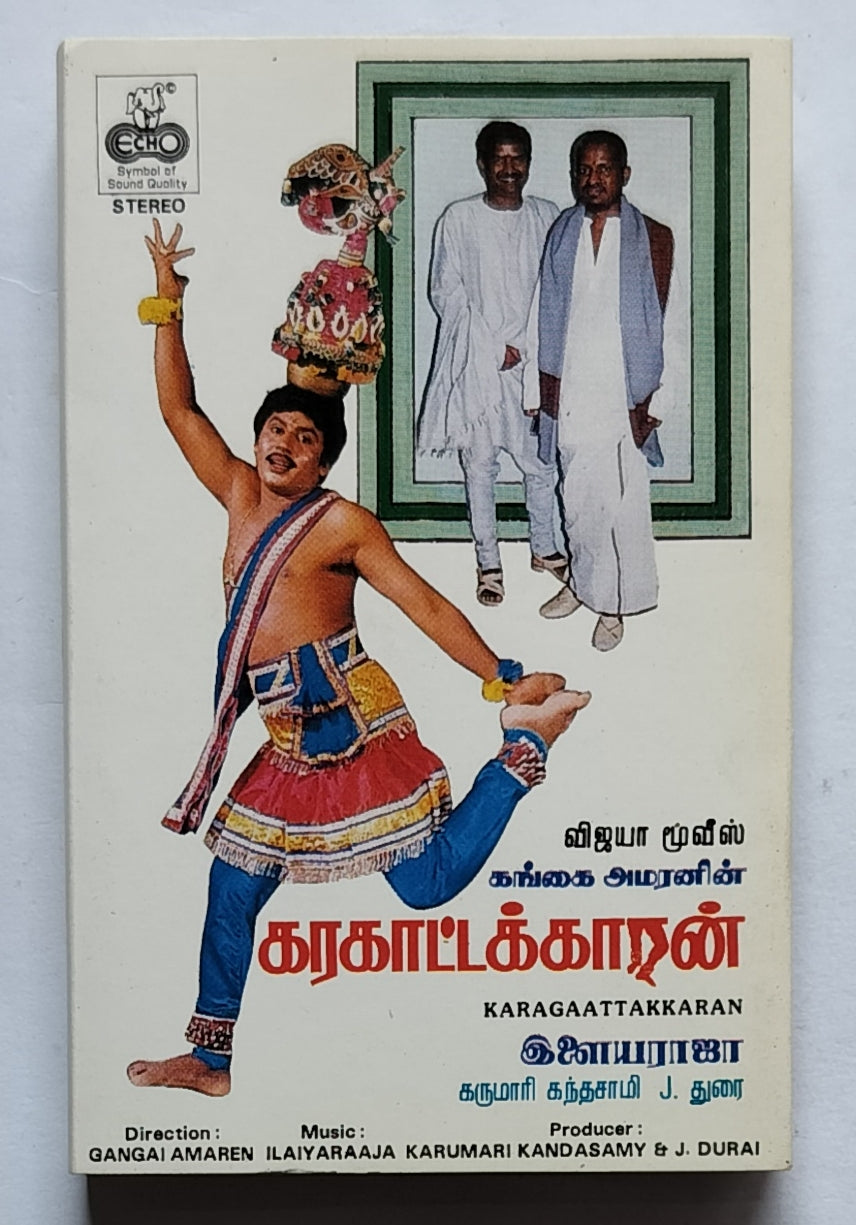 ©
ECHO
Symbol of
Sound Quality
STEREO
விஜயா மூவீஸ்
கங்கை அமரனின்
கரகாட்டக்காரன்
KARAGAATTAKKARAN
இளையராஜா
கருமாரி கந்தசாமி J. துரை
Direction : Music : Producer :
GANGAI AMAREN ILAIYARAAJA KARUMARI KANDASAMY & J. DURAI